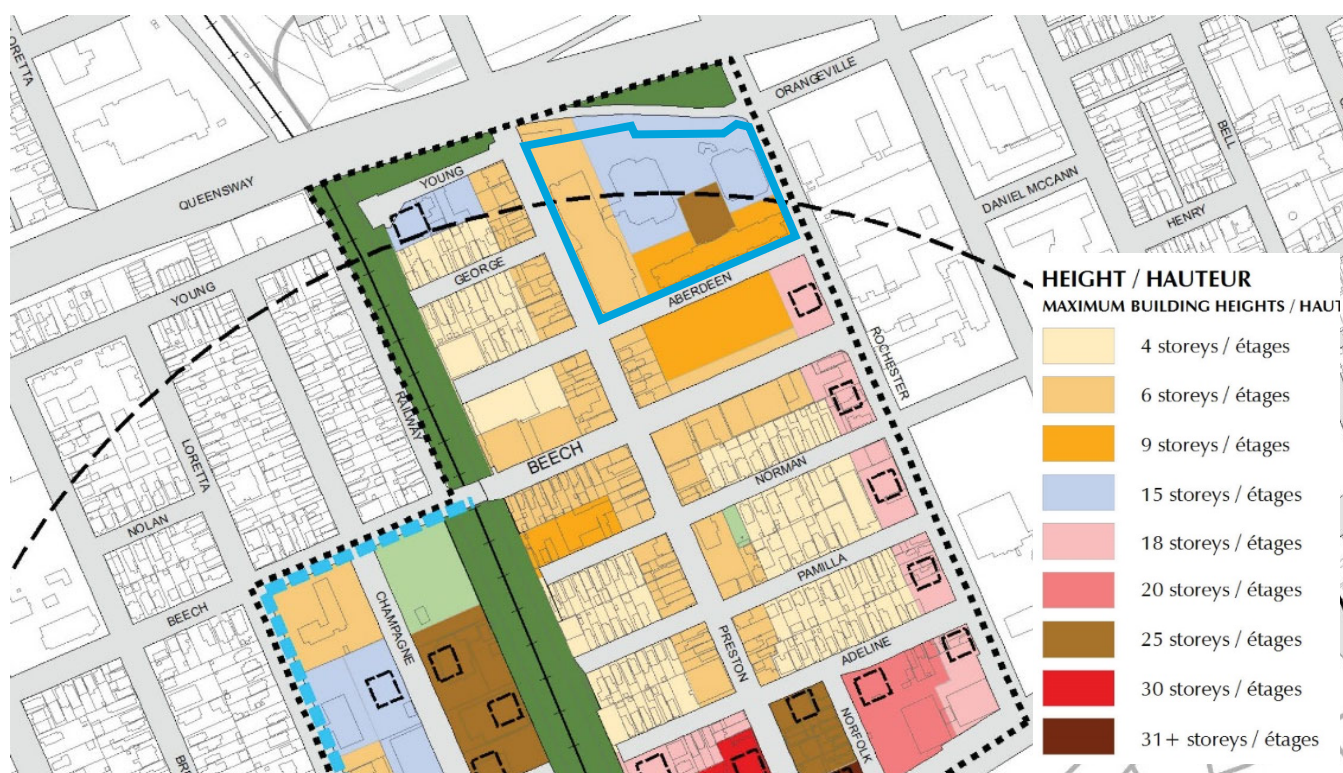 ORETTA
ORANGEVILLE
BELL
QUEENSWAY
YOUNG
DANIEL MCCANN
HENRY
GEORGE
YOUNG
ABERDEEN
ROCHESTER
RAILWAY
LORETTA
BEECH
NORMAN
NOLAN
PAMILLA
BEECH
CHAMPAGNE
PRESTON
ADELINE
NORFOLK
BR
HEIGHT / HAUTEUR
MAXIMUM BUILDING HEIGHTS / HAUT
4 storeys / étages
6 storeys / étages
9 storeys / étages
15 storeys / étages
18 storeys / étages
20 storeys / étages
25 storeys / étages
30 storeys / étages
31+ storeys / étages